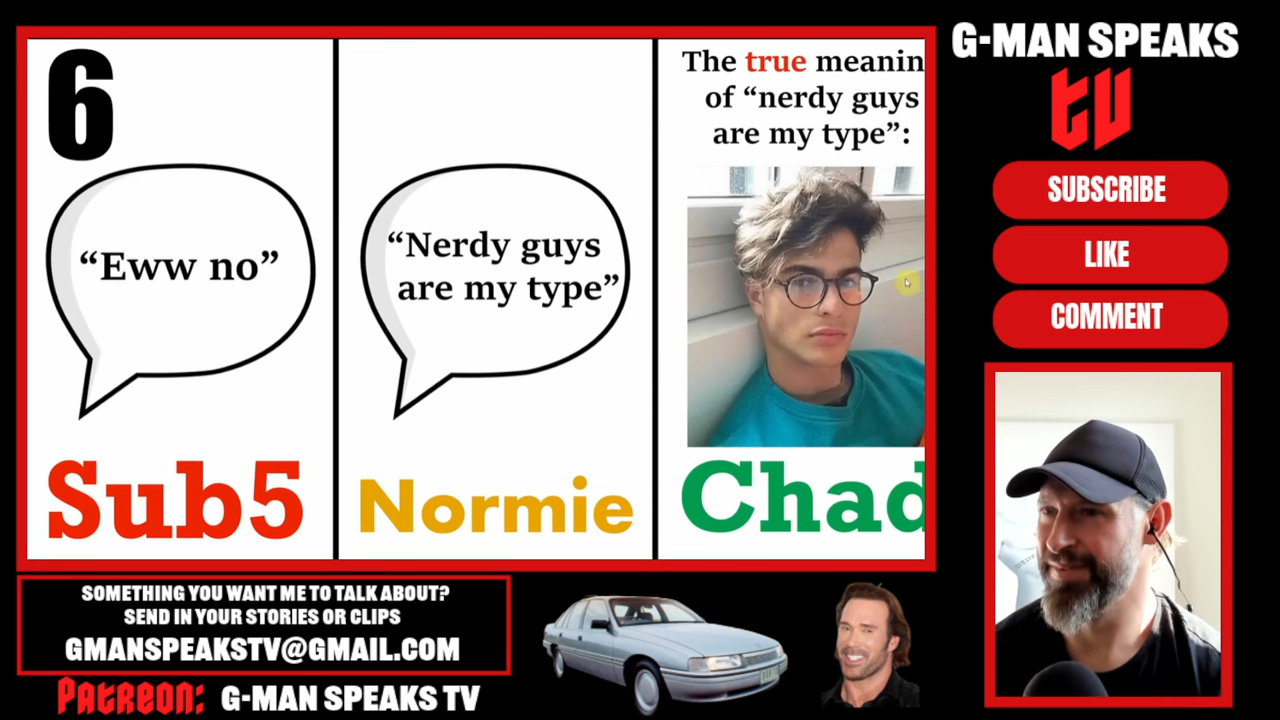 6
“Eww no”
Sub5
“Nerdy guys
are my type”
Normie
The true meanin
of “nerdy guys
are my type”:
Chad
G-MAN SPEAKS
tv
SUBSCRIBE
LIKE
COMMENT
SOMETHING YOU WANT ME TO TALK ABOUT?
SEND IN YOUR STORIES OR CLIPS
GMANSPEAKSTV@GMAIL.COM
PATREON: G-MAN SPEAKS TV